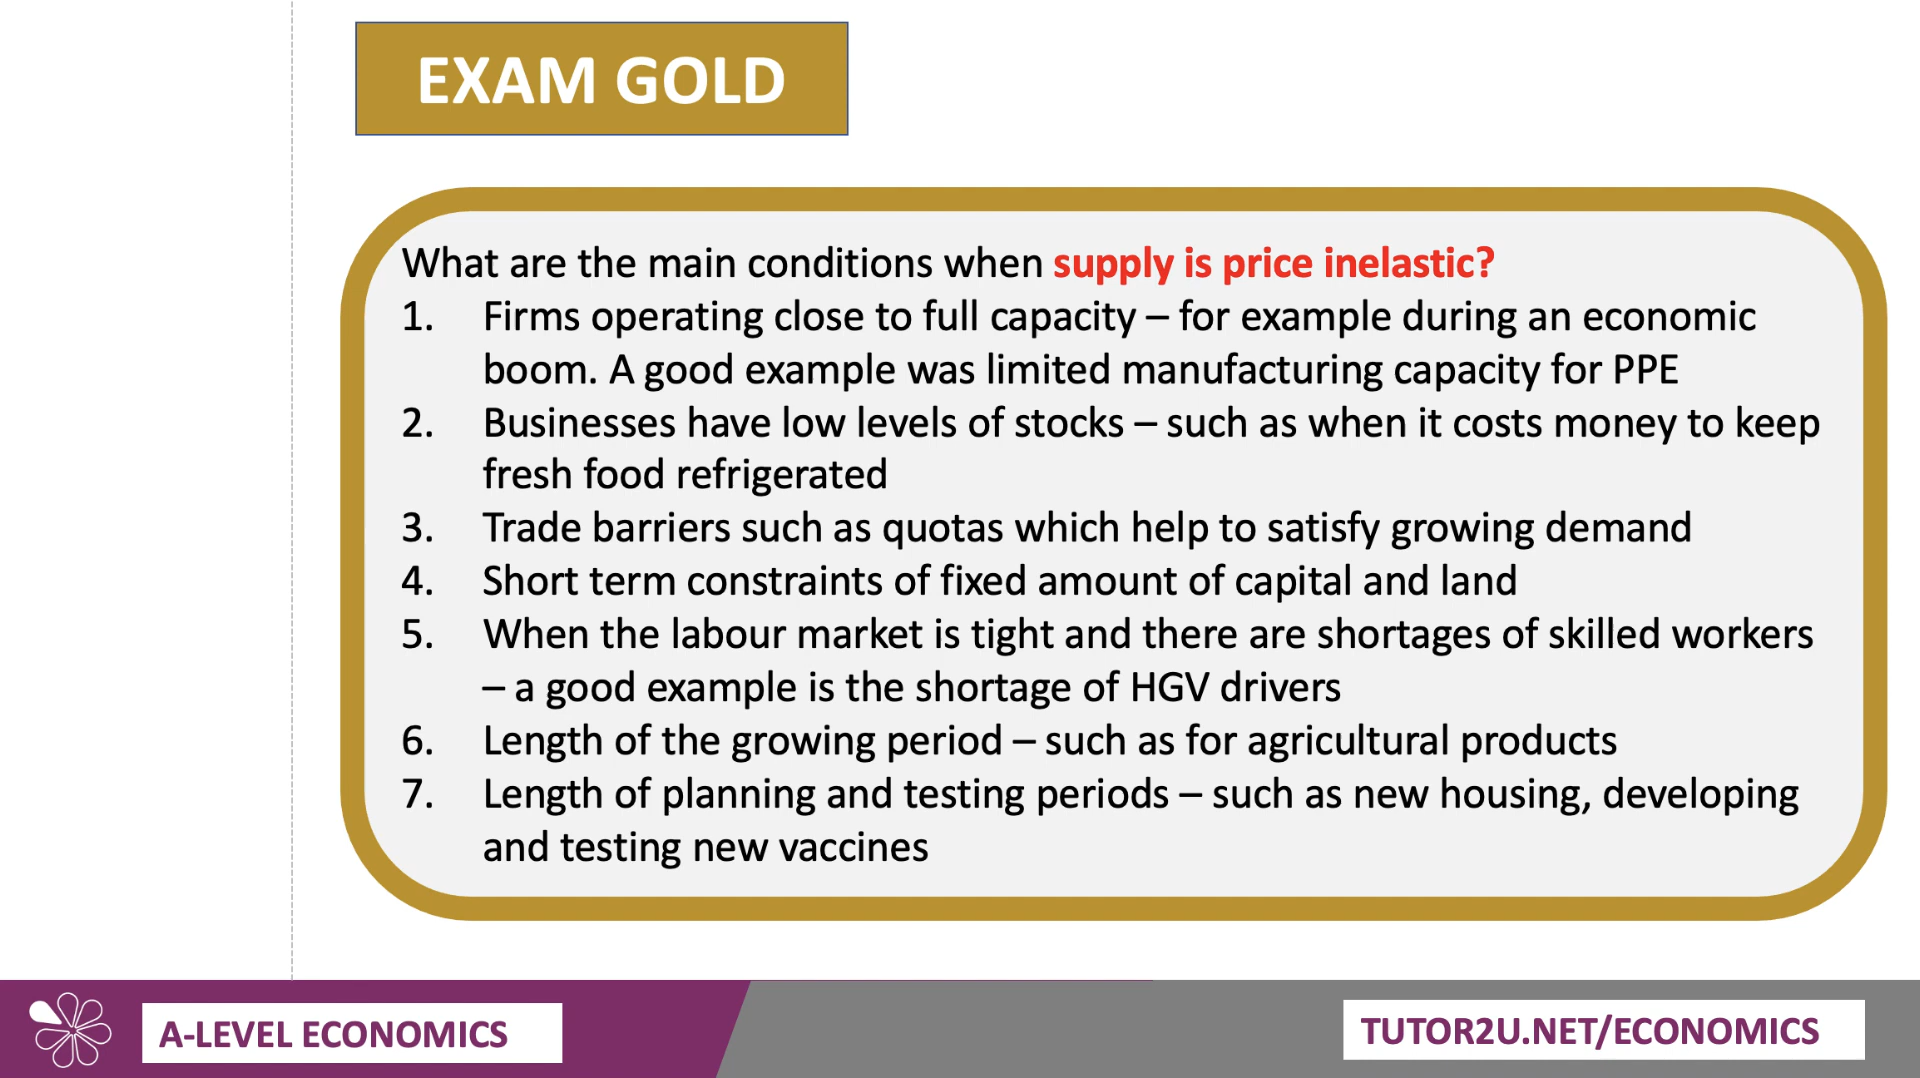 EXAM GOLD
What are the main conditions when supply is price inelastic?
1. Firms operating close to full capacity – for example during an economic
boom. A good example was limited manufacturing capacity for PPE
2. Businesses have low levels of stocks – such as when it costs money to keep
fresh food refrigerated
3. Trade barriers such as quotas which help to satisfy growing demand
4. Short term constraints of fixed amount of capital and land
5. When the labour market is tight and there are shortages of skilled workers
– a good example is the shortage of HGV drivers
6. Length of the growing period – such as for agricultural products
7. Length of planning and testing periods – such as new housing, developing
and testing new vaccines
A-LEVEL ECONOMICS
TUTOR2U.NET/ECONOMICS